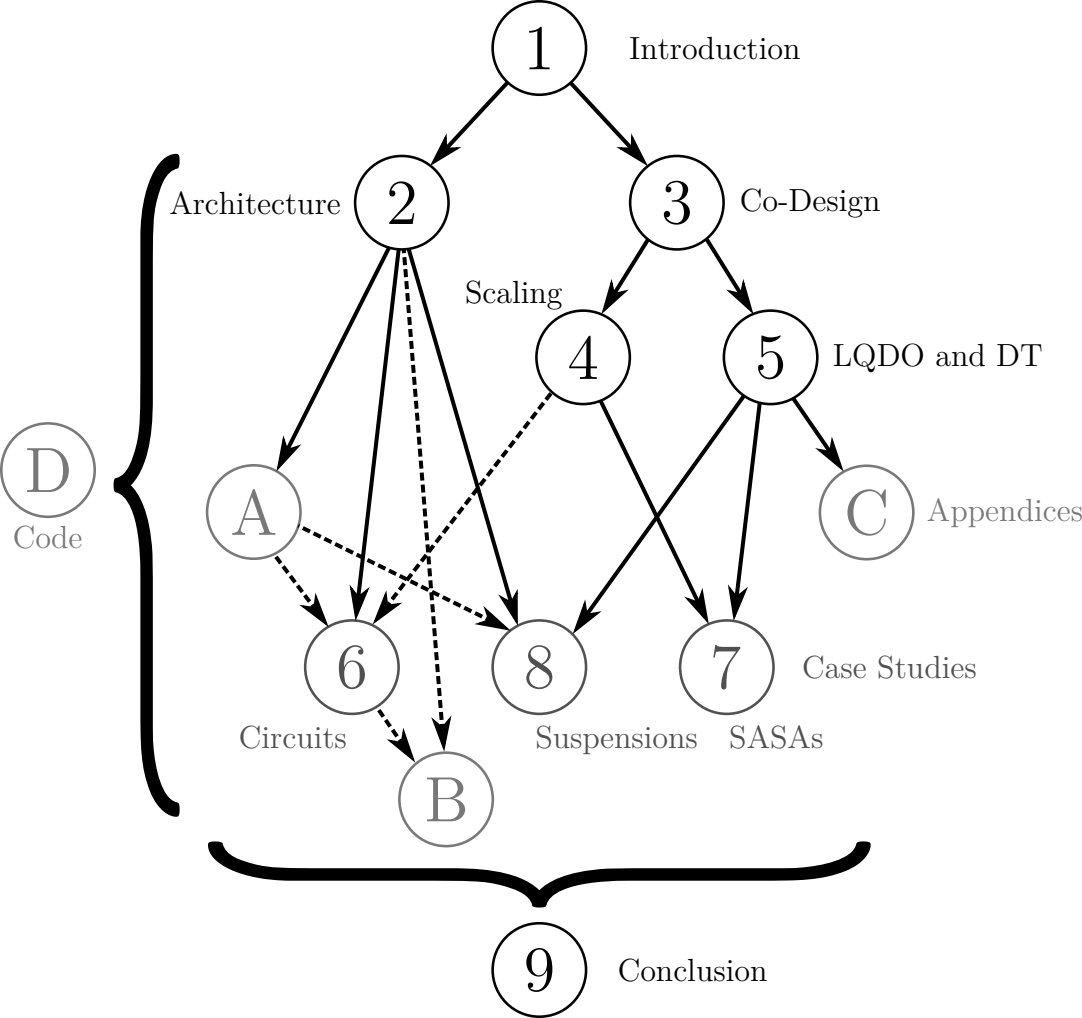 1 Introduction
Architecture 2 3 Co-Design
Scaling
4 5 LQDO and DT
D
Code
A C Appendices
6 8 7 Case Studies
Circuits Suspensions SASAs
B
9 Conclusion